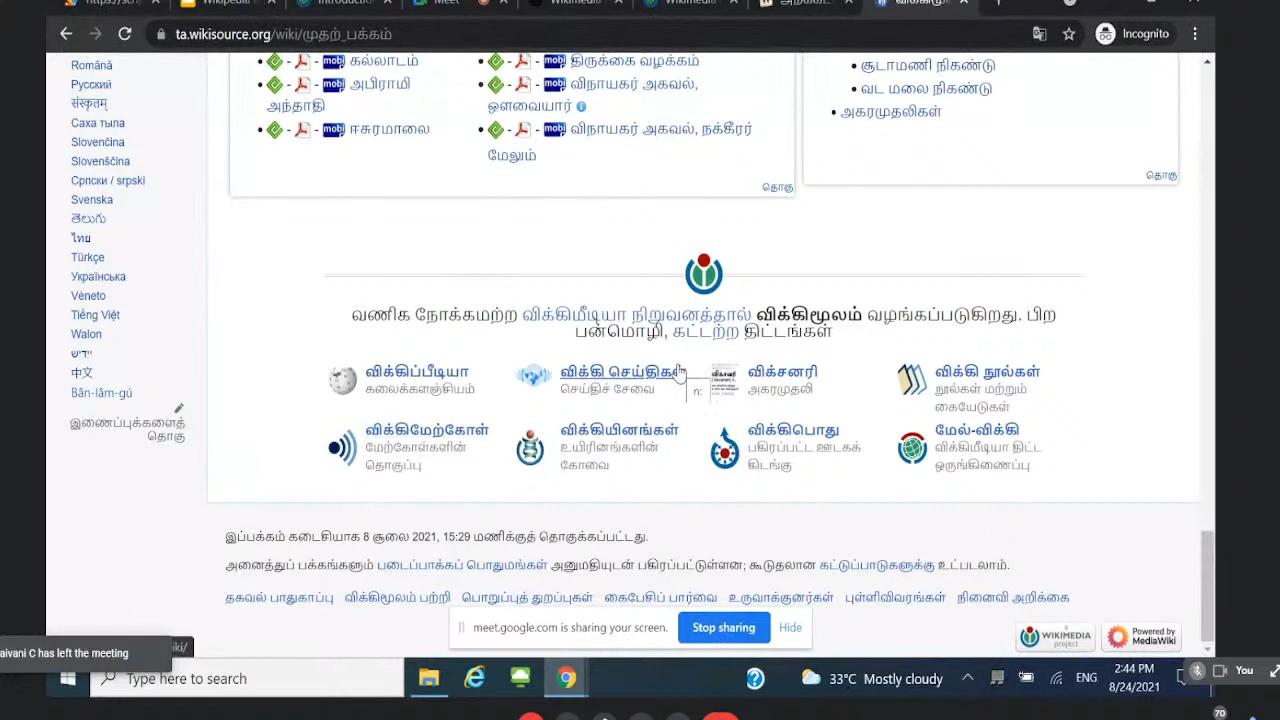 Meet
ta.wikisource.org/wiki/முதற்_பக்கம்
Incognito
Română
Русский
संस्कृतम्
Саха тыла
Slovenčina
Slovenščina
Српски / srpski
Svenska
తెలుగు
ไทย
Türkçe
Українська
Vèneto
Tiếng Việt
Walon
ייִדיש
中文
Bân-lâm-gú
இணைப்புக்களைத்
தொகு
- - mobi கல்லாடம்
- - mobi அபிராமி
அந்தாதி
- - mobi ஈசுரமாலை
- - mobi திருக்கை வழக்கம்
- - mobi விநாயகர் அகவல்,
ஔவையார்
- - mobi விநாயகர் அகவல், நக்கீரர்
மேலும்
தொகு
சூடாமணி நிகண்டு
வட மலை நிகண்டு
அகரமுதலிகள்
தொகு
வணிக நோக்கமற்ற விக்கிமீடியா நிறுவனத்தால் விக்கிமூலம் வழங்கப்படுகிறது. பிற
பன்மொழி, கட்டற்ற திட்டங்கள்
விக்கிப்பீடியா
கலைக்களஞ்சியம்
விக்கி செய்திகள்
செய்திச் சேவை
n:
விக்சனரி
அகரமுதலி
விக்கி நூல்கள்
நூல்கள் மற்றும்
கையேடுகள்
விக்கிமேற்கோள்
மேற்கோள்களின்
தொகுப்பு
விக்கியினங்கள்
உயிரினங்களின்
கோவை
விக்கிபொது
பகிரப்பட்ட ஊடகக்
கிடங்கு
மேல்-விக்கி
விக்கிமீடியா திட்ட
ஒருங்கிணைப்பு
இப்பக்கம் கடைசியாக 8 சூலை 2021, 15:29 மணிக்குத் தொகுக்கப்பட்டது.
அனைத்துப் பக்கங்களும் படைப்பாக்கப் பொதுமங்கள் அனுமதியுடன் பகிரப்பட்டுள்ளன; கூடுதலான கட்டுப்பாடுகளுக்கு உட்படலாம்.
தகவல் பாதுகாப்பு விக்கிமூலம் பற்றி பொறுப்புத் துறப்புகள் கைபேசிப் பார்வை உருவாக்குனர்கள் புள்ளிவிவரங்கள் நினைவி அறிக்கை
meet.google.com is sharing your screen. Stop sharing Hide
A WIKIMEDIA project
Powered by MediaWiki
aivani C has left the meeting
ki/
Type here to search
33°C Mostly cloudy
ENG
2:44 PM
8/24/2021
You
70